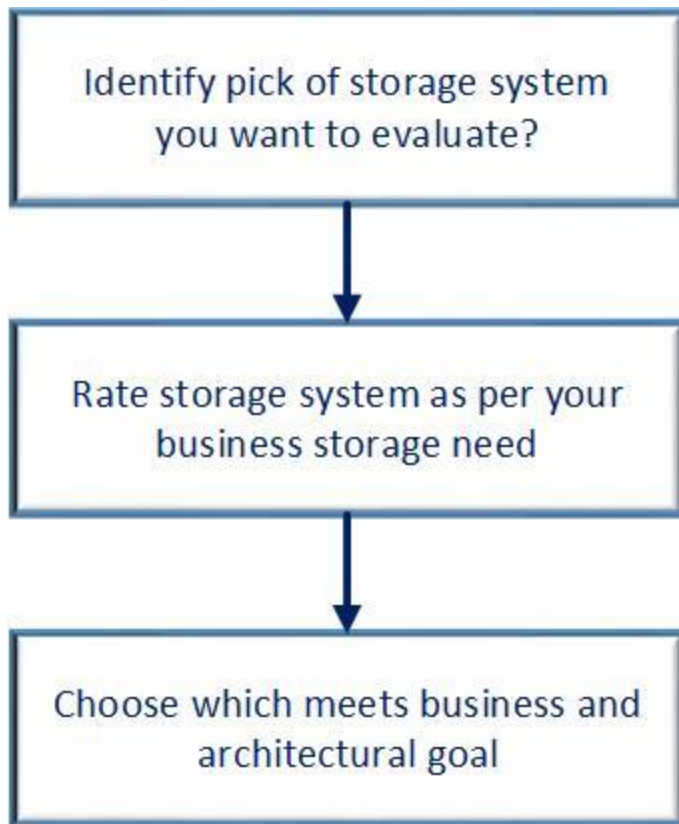 Identify pick of storage system
you want to evaluate?
Rate storage system as per your
business storage need
Choose which meets business and
architectural goal